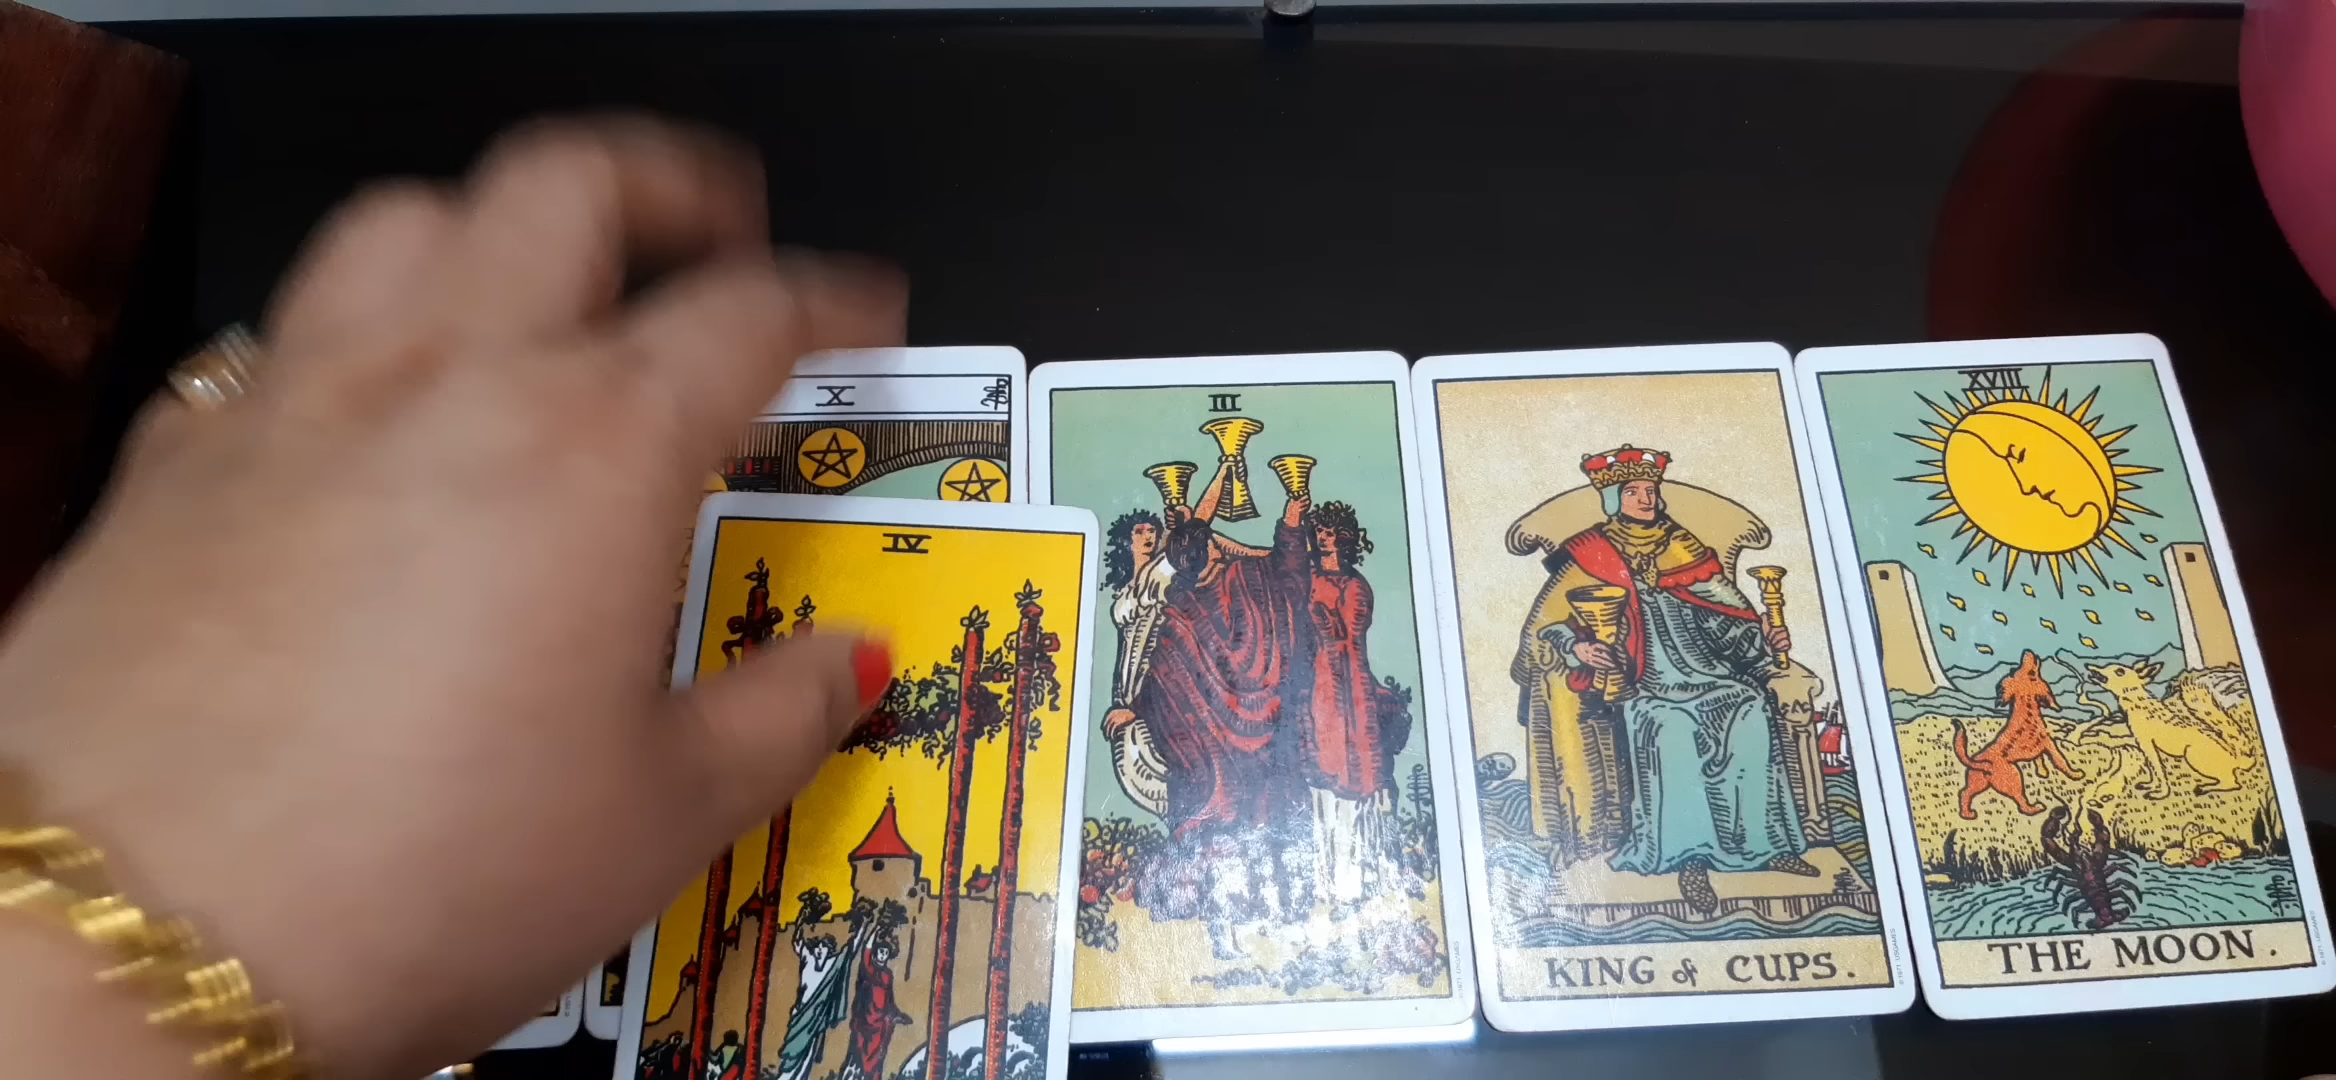 X
III
XVIII
IV
KING of CUPS.
THE MOON.